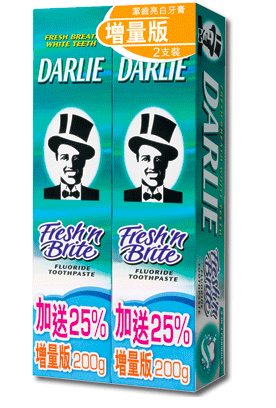 潔齒亮白牙膏
增量版
2支裝
FRESH BREATH
WHITE TEETH
DARLIE
Fresh'n
Brite
FLUORIDE
TOOTHPASTE
加送25%
增量版200g
DARLIE
Fresh'n
Brite
FLUORIDE
TOOTHPASTE
加送25%
增量版200g
DARLIE
Fresh'n
Brite